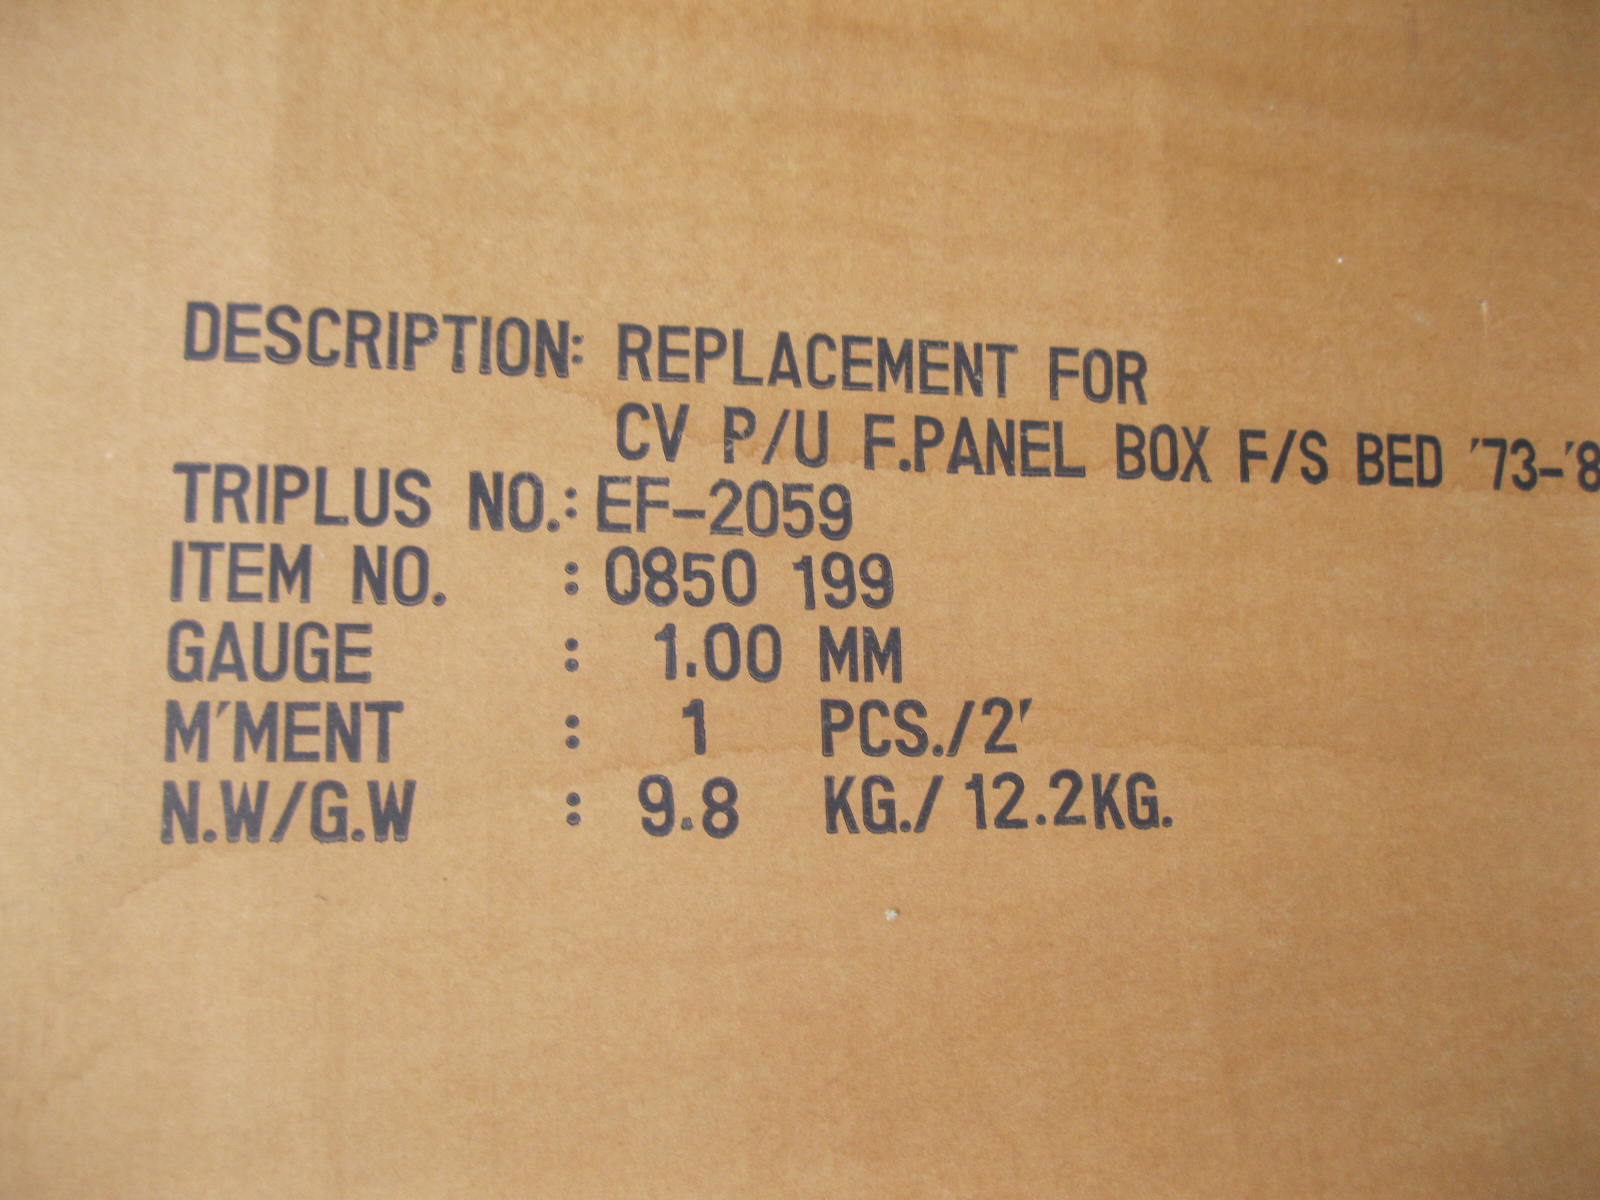 DESCRIPTION: REPLACEMENT FOR
CV P/U F.PANEL BOX F/S BED '73-'8
TRIPLUS NO.: EF-2059
ITEM NO. : 0850 199
GAUGE : 1.00 MM
M'MENT : 1 PCS./2'
N.W/G.W : 9.8 KG./ 12.2KG.